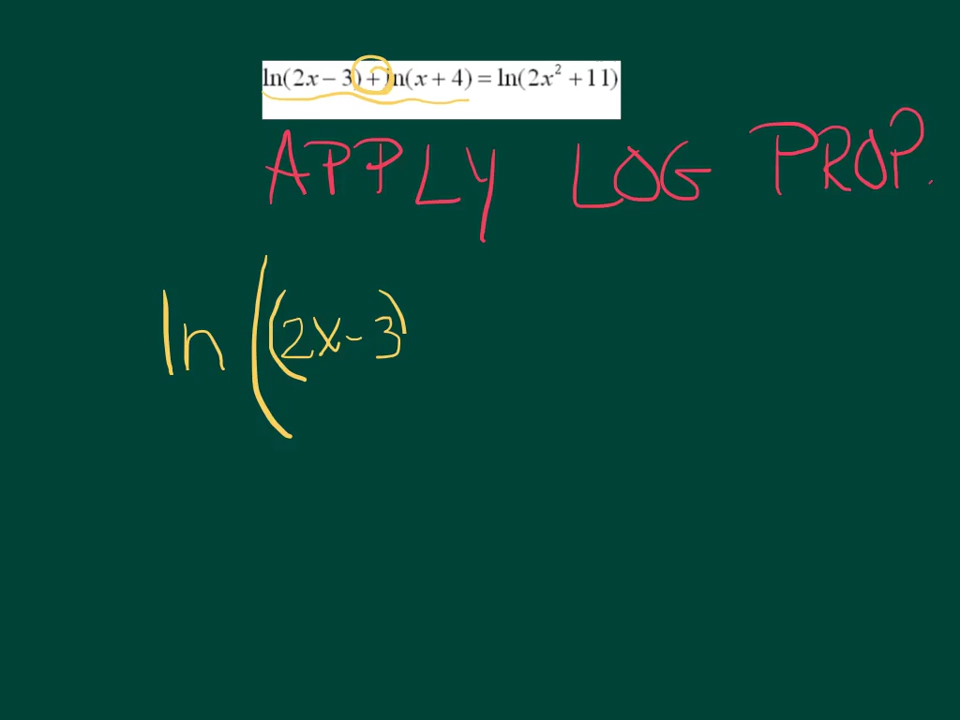 ln(2x − 3) + ln(x + 4) = ln(2x² + 11)
APPLY LOG PROP.
ln ((2x - 3)